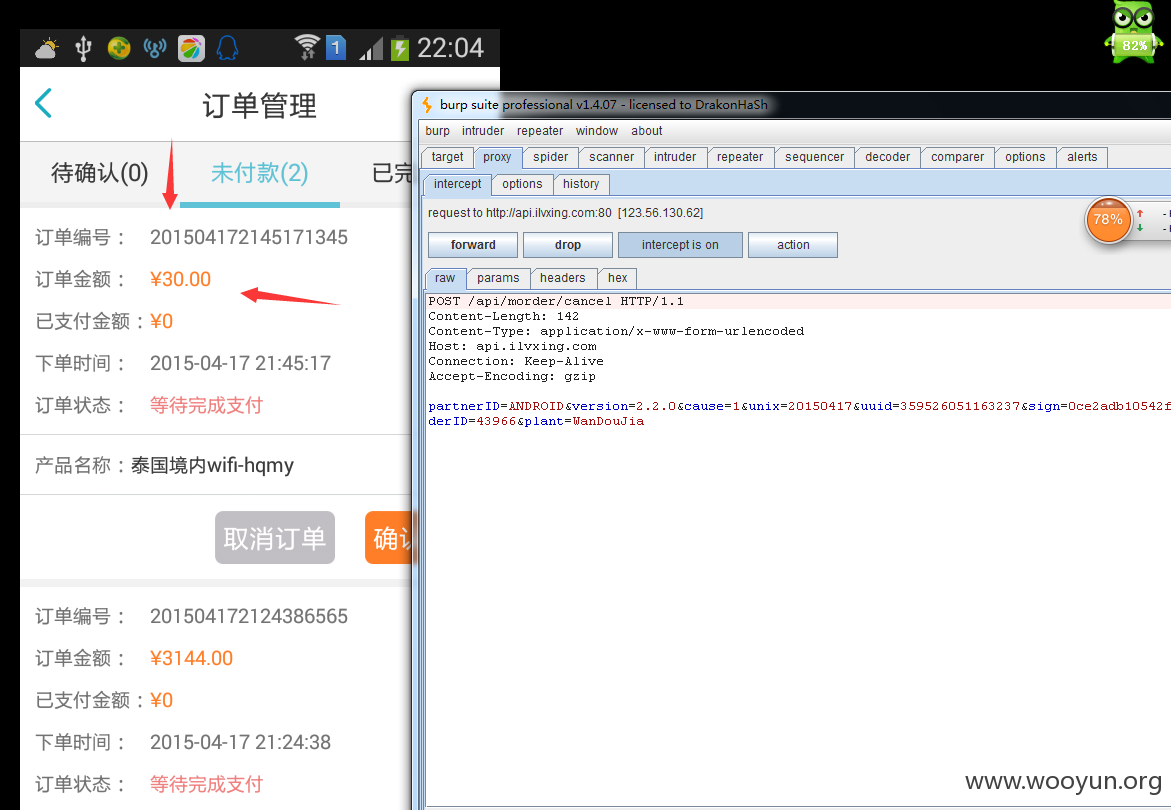 82%
1 22:04
订单管理
待确认(0) 未付款(2) 已完
订单编号： 201504172145171345
订单金额： ¥30.00
已支付金额：¥0
下单时间： 2015-04-17 21:45:17
订单状态： 等待完成支付
产品名称：泰国境内wifi-hqmy
取消订单 确认
订单编号： 201504172124386565
订单金额： ¥3144.00
已支付金额：¥0
下单时间： 2015-04-17 21:24:38
订单状态： 等待完成支付
burp suite professional v1.4.07 - licensed to DrakonHaSh
burp intruder repeater window about
target proxy spider scanner intruder repeater sequencer decoder comparer options alerts
intercept options history
request to http://api.ilvxing.com:80 [123.56.130.62]
78%
forward drop intercept is on action
raw params headers hex
POST /api/morder/cancel HTTP/1.1
Content-Length: 142
Content-Type: application/x-www-form-urlencoded
Host: api.ilvxing.com
Connection: Keep-Alive
Accept-Encoding: gzip
partnerID=ANDROID&version=2.2.0&cause=1&unix=20150417&uuid=359526051163237&sign=0ce2adb10542f
derID=43966&plant=WanDouJia
www.wooyun.org